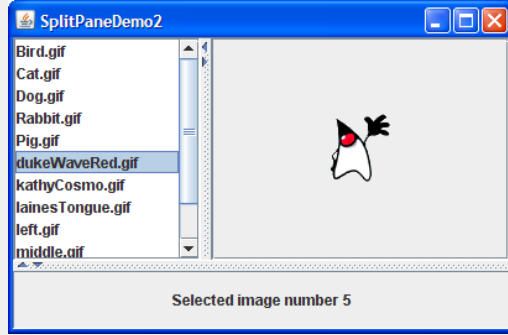 SplitPaneDemo2
Bird.gif
Cat.gif
Dog.gif
Rabbit.gif
Pig.gif
dukeWaveRed.gif
kathyCosmo.gif
lainesTongue.gif
left.gif
middle.gif
Selected image number 5